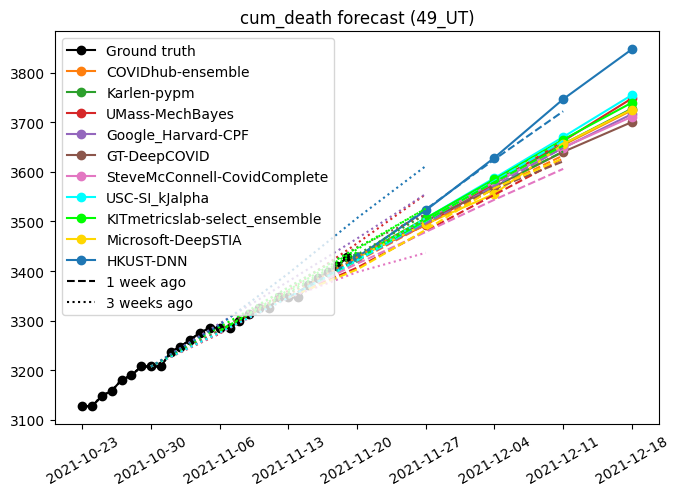 cum_death forecast (49_UT)
Ground truth
COVIDhub-ensemble
Karlen-pypm
UMass-MechBayes
Google_Harvard-CPF
GT-DeepCOVID
SteveMcConnell-CovidComplete
USC-SI_kJalpha
KITmetricslab-select_ensemble
Microsoft-DeepSTIA
HKUST-DNN
1 week ago
3 weeks ago
3800
3700
3600
3500
3400
3300
3200
3100
2021-10-23
2021-10-30
2021-11-06
2021-11-13
2021-11-20
2021-11-27
2021-12-04
2021-12-11
2021-12-18